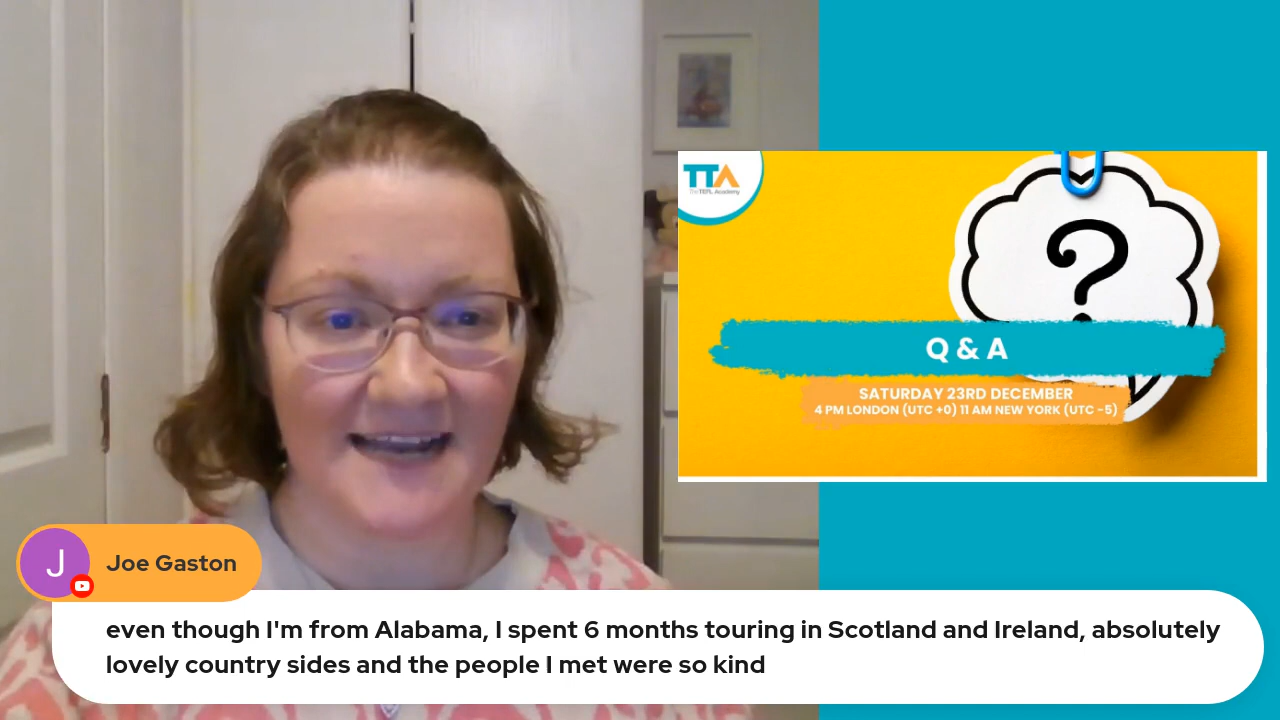 TTA
The TEFL Academy
?
Q & A
SATURDAY 23RD DECEMBER
4 PM LONDON (UTC +0) 11 AM NEW YORK (UTC -5)
J
Joe Gaston
even though I'm from Alabama, I spent 6 months touring in Scotland and Ireland, absolutely
lovely country sides and the people I met were so kind